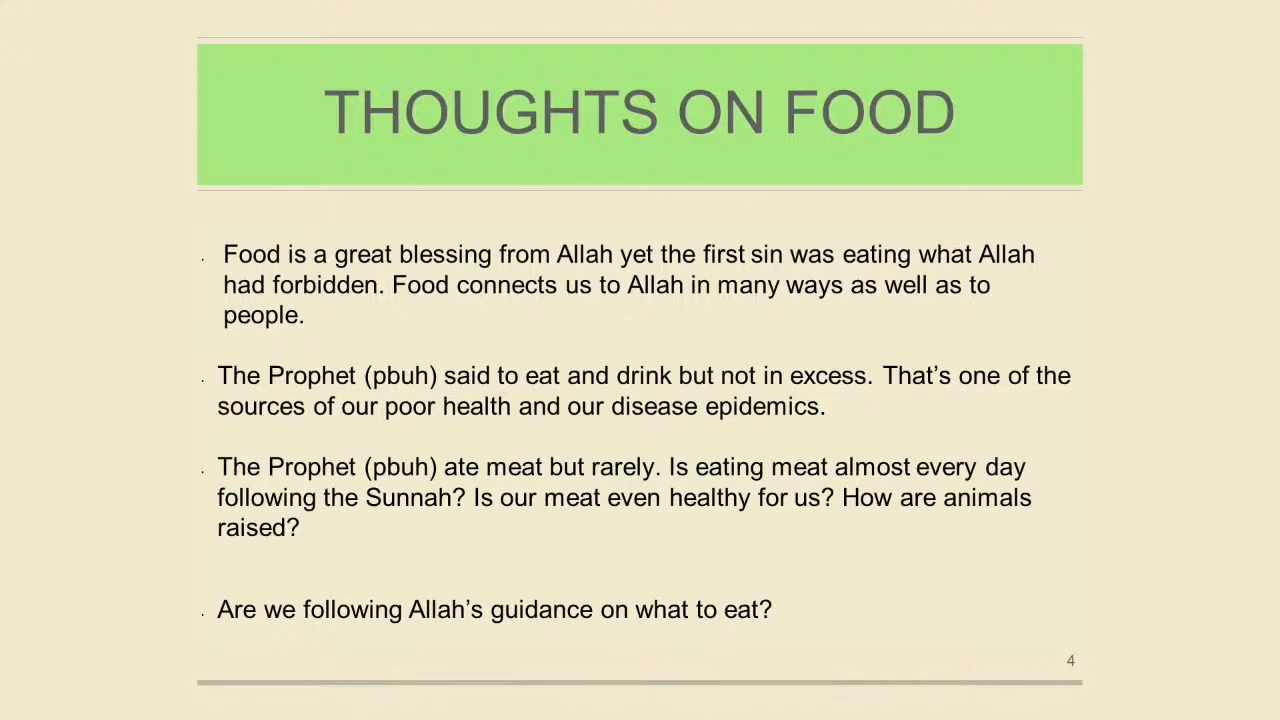 THOUGHTS ON FOOD
. Food is a great blessing from Allah yet the first sin was eating what Allah
had forbidden. Food connects us to Allah in many ways as well as to
people.
. The Prophet (pbuh) said to eat and drink but not in excess. That’s one of the
sources of our poor health and our disease epidemics.
. The Prophet (pbuh) ate meat but rarely. Is eating meat almost every day
following the Sunnah? Is our meat even healthy for us? How are animals
raised?
. Are we following Allah’s guidance on what to eat?
4